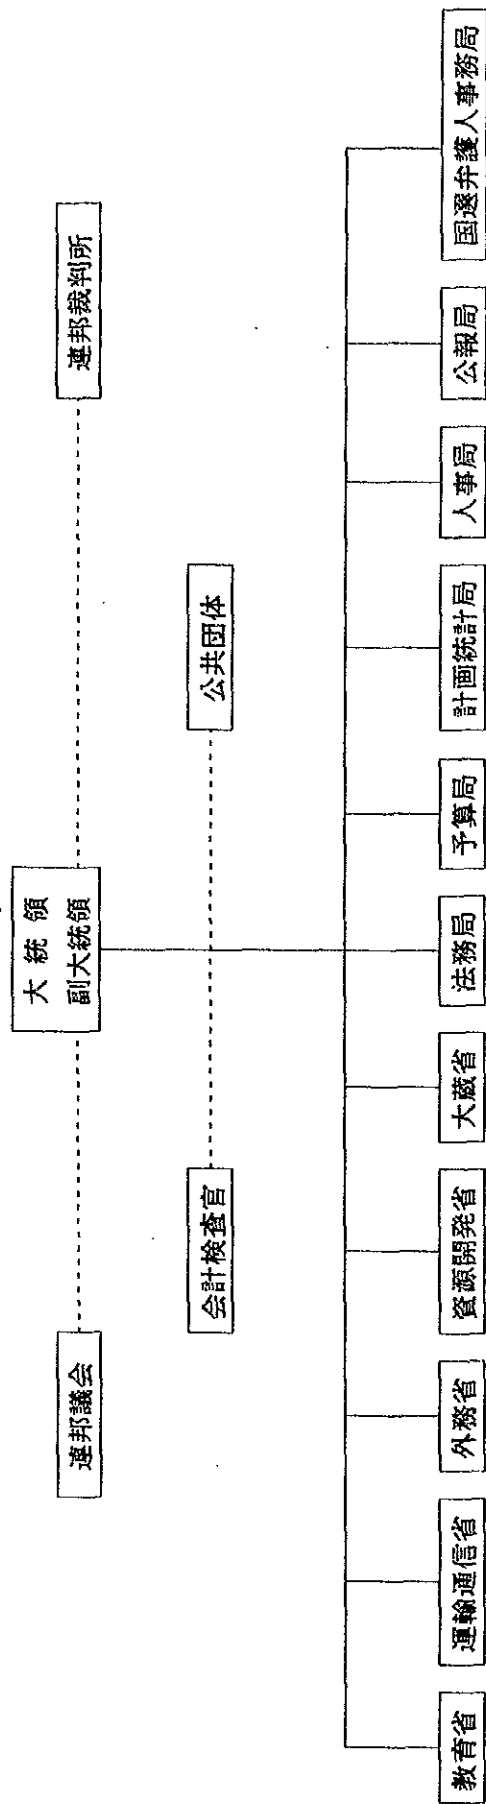 大統領
副大統領
連邦議会
連邦裁判所
会計検査官
公共団体
教育省
運輸通信省
外務省
資源開発省
大蔵省
法務局
予算局
計画統計局
人事局
公報局
国選弁護人事務局